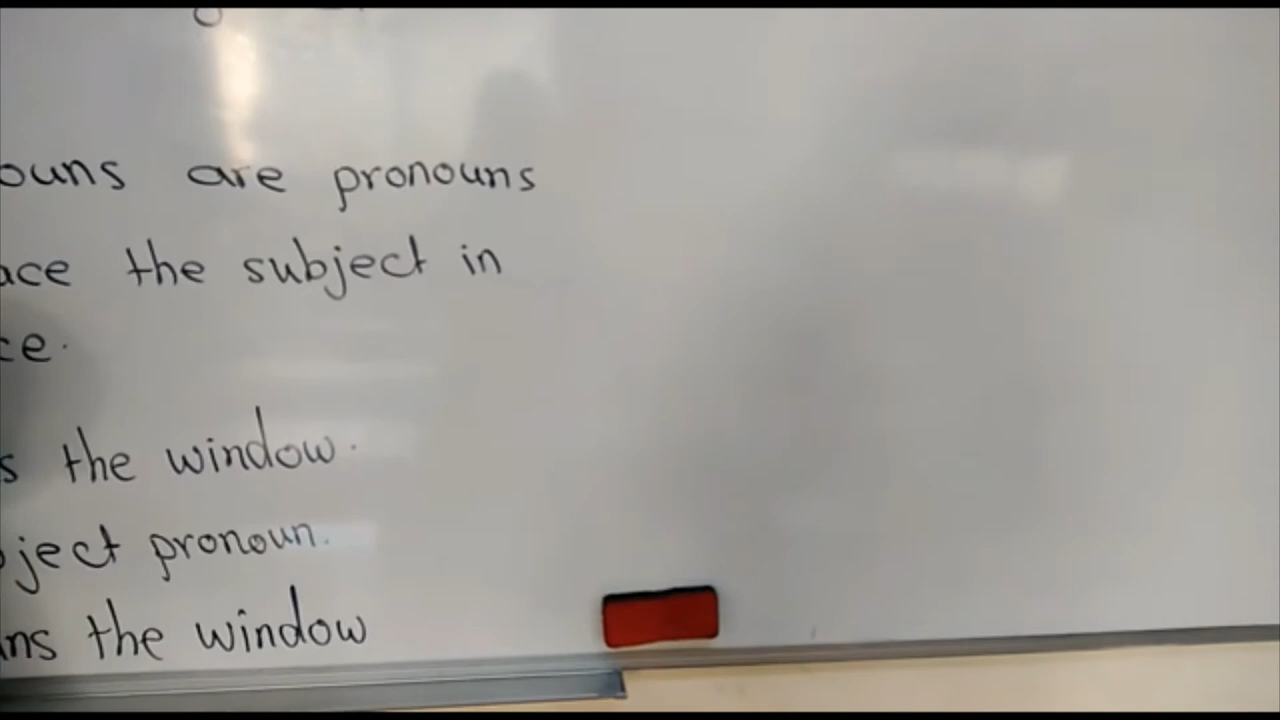 ouns are pronouns
ace the subject in
ce.
s the window.
ject pronoun.
ns the window